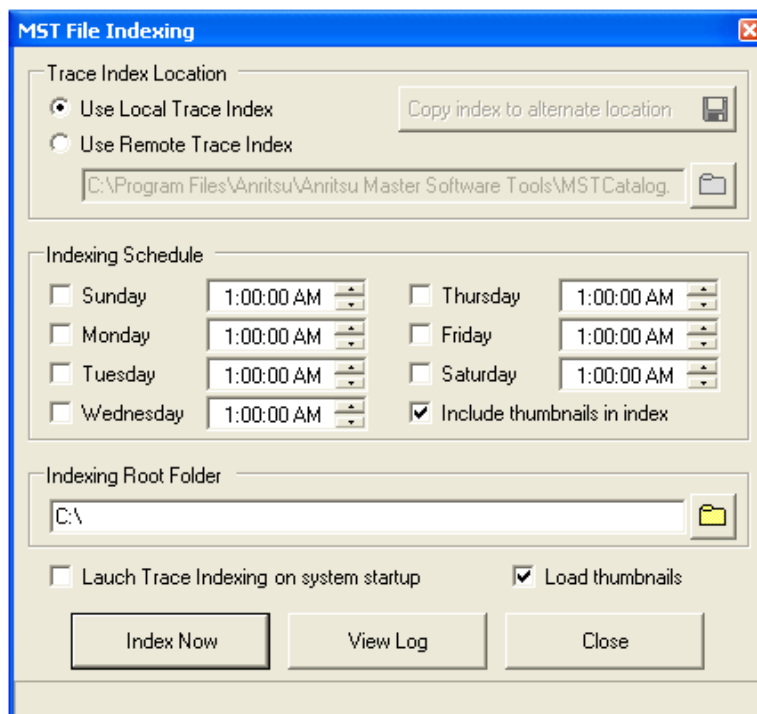 MST File Indexing
Trace Index Location
Use Local Trace Index
Copy index to alternate location
Use Remote Trace Index
C:\Program Files\Anritsu\Anritsu Master Software Tools\MSTCatalog.
Indexing Schedule
Sunday 1:00:00 AM Thursday 1:00:00 AM
Monday 1:00:00 AM Friday 1:00:00 AM
Tuesday 1:00:00 AM Saturday 1:00:00 AM
Wednesday 1:00:00 AM Include thumbnails in index
Indexing Root Folder
C:\
Lauch Trace Indexing on system startup Load thumbnails
Index Now View Log Close